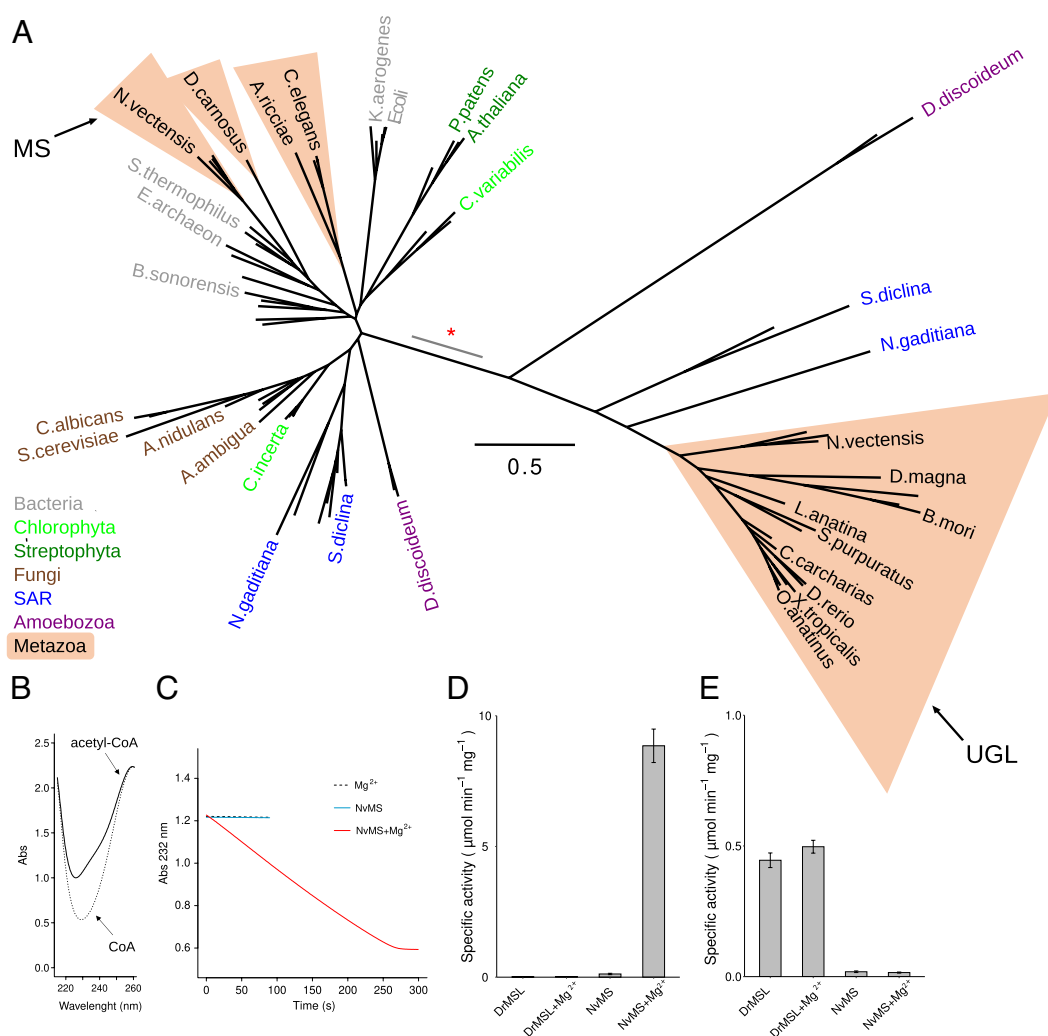 A
MS
N.vectensis
D.carnosus
A.ricciae
C.elegans
K.aerogenes
Ecoli
P.patens
A.thaliana
C.variabilis
D.discoideum
S.thermophilus
E.archaeon
B.sonorensis
*
S.diclina
N.gaditiana
0.5
C.albicans
S.cerevisiae
A.nidulans
A.ambigua
C.incerta
N.gaditiana
S.diclina
D.discoideum
N.vectensis
D.magna
B.mori
L.anatina
S.purpuratus
C.carcharias
D.rerio
X.tropicalis
O.anatinus
UGL
Bacteria
Chlorophyta
Streptophyta
Fungi
SAR
Amoebozoa
Metazoa
B
acetyl-CoA
CoA
Abs
2.5
2.0
1.5
1.0
0.5
0.0
220 240 260
Wavelenght (nm)
C
Mg²⁺
NvMS
NvMS+Mg²⁺
Abs 232 nm
1.4
1.2
1.0
0.8
0.6
0 50 100 150 200 250 300
Time (s)
D
Specific activity ( µmol min⁻¹ mg⁻¹ )
10
5
0
DrMSL
DrMSL+Mg²⁺
NvMS
NvMS+Mg²⁺
E
Specific activity ( µmol min⁻¹ mg⁻¹ )
1.0
0.5
0.0
DrMSL
DrMSL+Mg²⁺
NvMS
NvMS+Mg²⁺